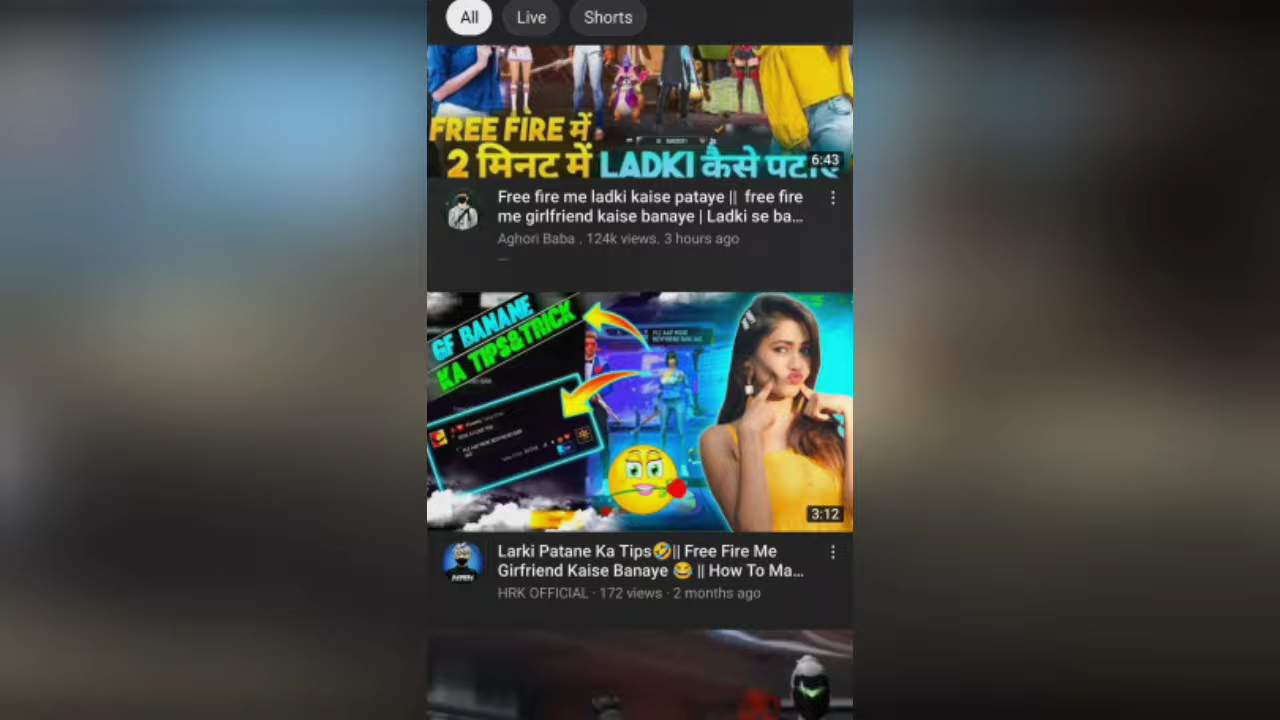 All
Live
Shorts
FREE FIRE में
2 मिनट में LADKI कैसे
6:43
Free fire me ladki kaise pataye || free fire
me girlfriend kaise banaye | Ladki se ba...
Aghori Baba . 124k views. 3 hours ago
GF BANANE
KA TIPS&TRICK
3:12
Larki Patane Ka Tips🤣|| Free Fire Me
Girlfriend Kaise Banaye 😂 || How To Ma...
HRK OFFICIAL · 172 views · 2 months ago